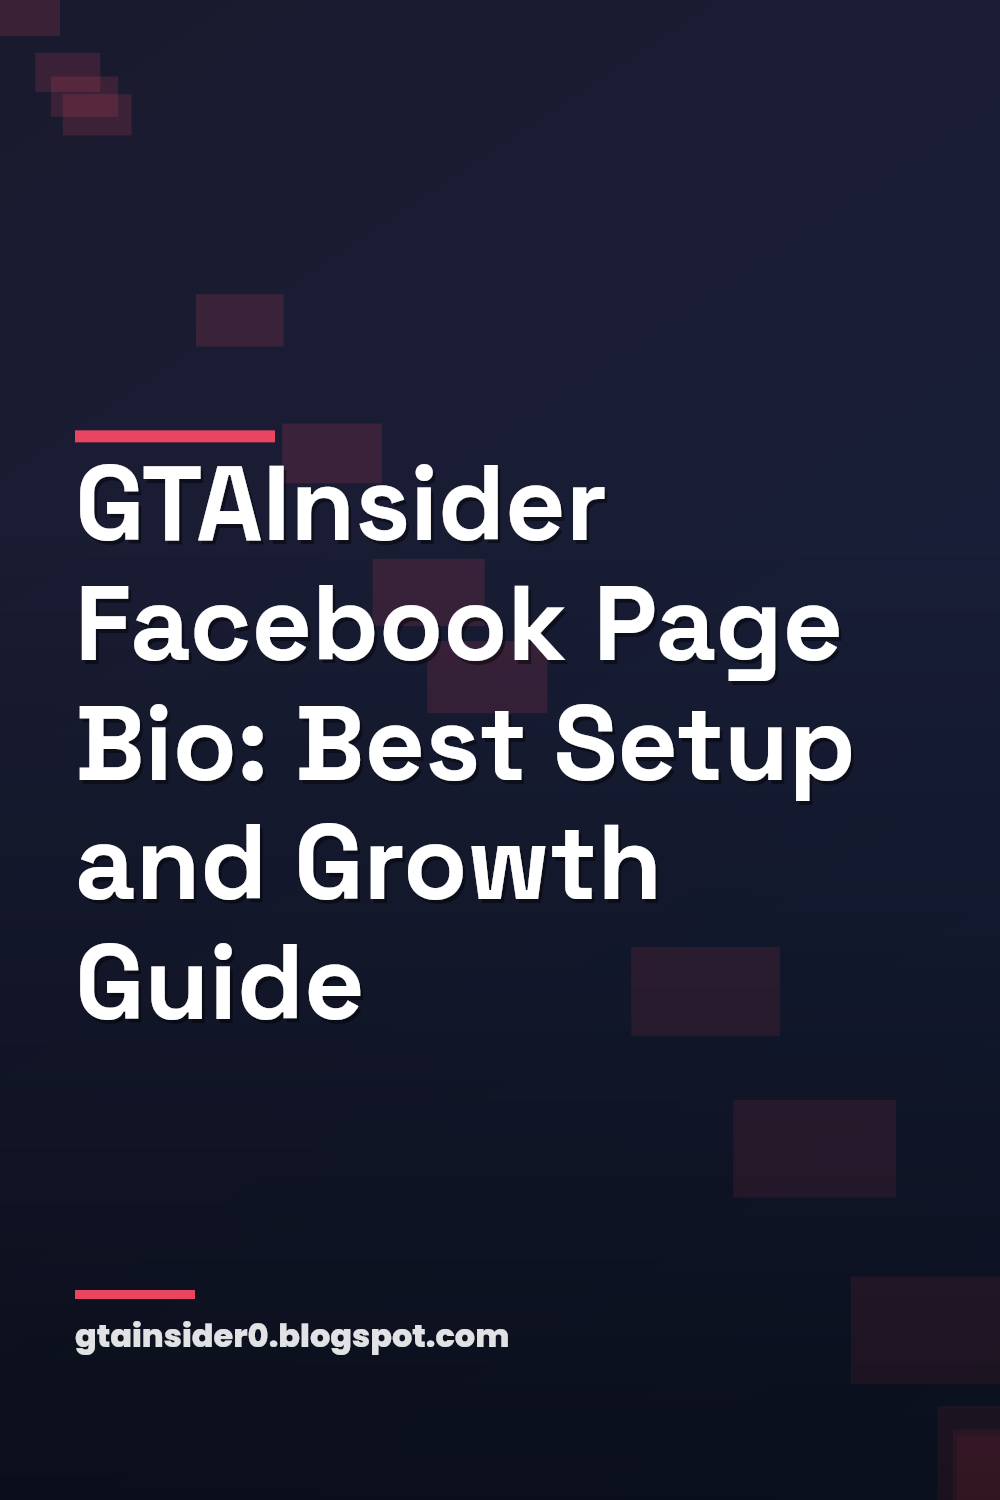 GTAInsider
Facebook Page
Bio: Best Setup
and Growth
Guide
gtainsider0.blogspot.com